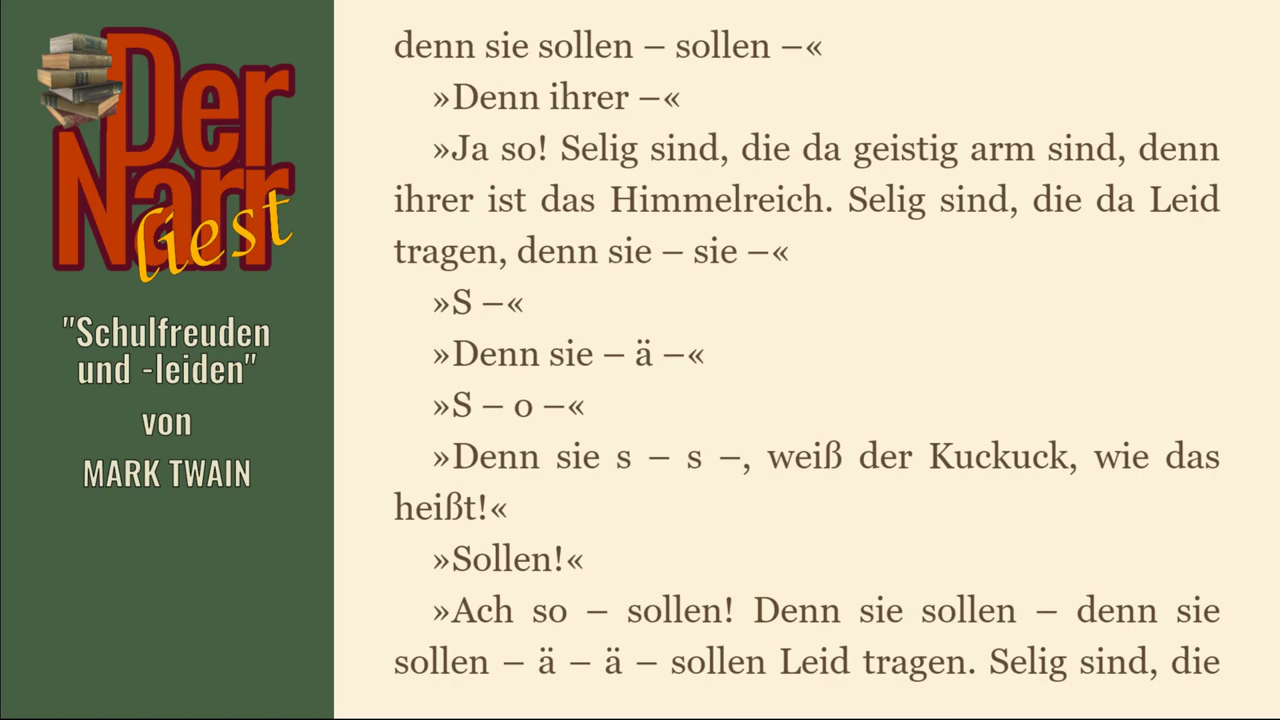 Der
Narr
liest
"Schulfreuden
und -leiden"
von
MARK TWAIN
denn sie sollen – sollen –«
»Denn ihrer –«
»Ja so! Selig sind, die da geistig arm sind, denn
ihrer ist das Himmelreich. Selig sind, die da Leid
tragen, denn sie – sie –«
»S –«
»Denn sie – ä –«
»S – o –«
»Denn sie s – s –, weiß der Kuckuck, wie das
heißt!«
»Sollen!«
»Ach so – sollen! Denn sie sollen – denn sie
sollen – ä – ä – sollen Leid tragen. Selig sind, die